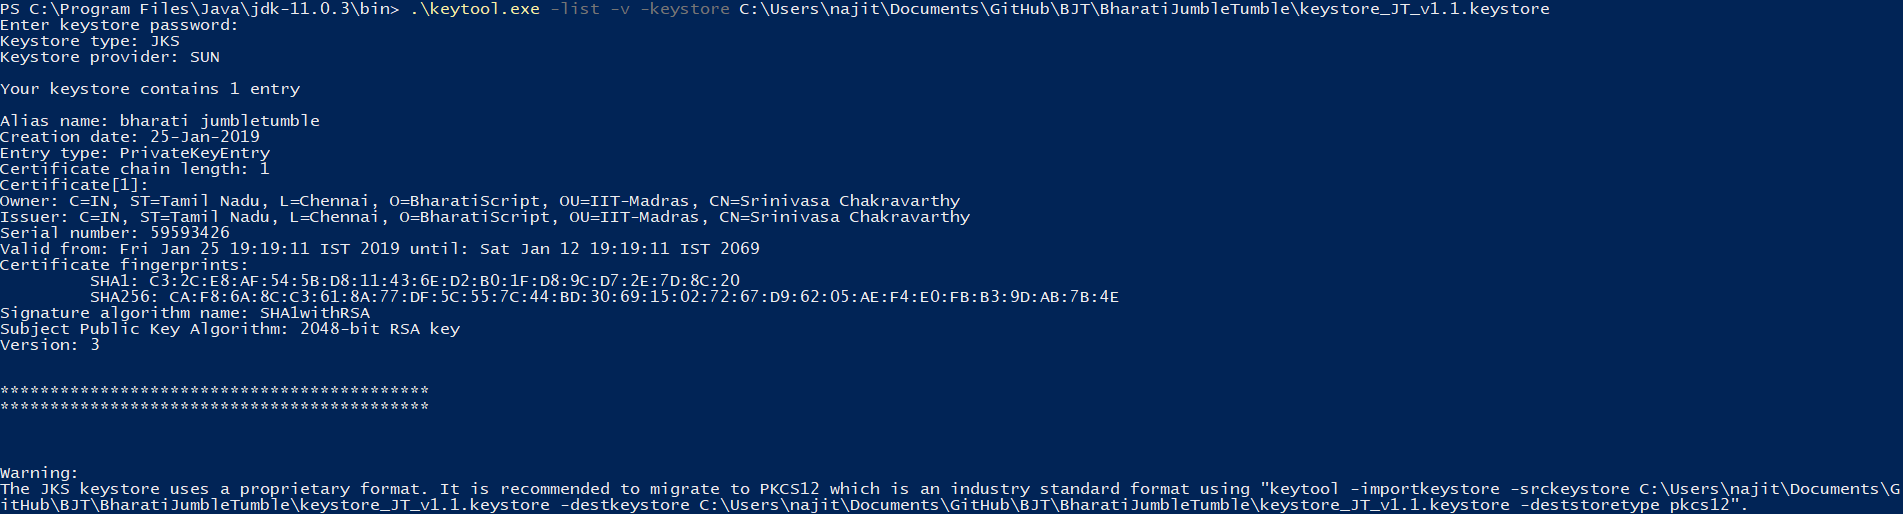 PS C:\Program Files\Java\jdk-11.0.3\bin> .\keytool.exe -list -v -keystore C:\Users\najit\Documents\GitHub\BJT\BharatiJumbleTumble\keystore_JT_v1.1.keystore
Enter keystore password:
Keystore type: JKS
Keystore provider: SUN
Your keystore contains 1 entry
Alias name: bharati jumbletumble
Creation date: 25-Jan-2019
Entry type: PrivateKeyEntry
Certificate chain length: 1
Certificate[1]:
Owner: C=IN, ST=Tamil Nadu, L=Chennai, O=BharatiScript, OU=IIT-Madras, CN=Srinivasa Chakravarthy
Issuer: C=IN, ST=Tamil Nadu, L=Chennai, O=BharatiScript, OU=IIT-Madras, CN=Srinivasa Chakravarthy
Serial number: 59593426
Valid from: Fri Jan 25 19:19:11 IST 2019 until: Sat Jan 12 19:19:11 IST 2069
Certificate fingerprints:
SHA1: C3:2C:E8:AF:54:5B:D8:11:43:6E:D2:B0:1F:D8:9C:D7:2E:7D:8C:20
SHA256: CA:F8:6A:8C:C3:61:8A:77:DF:5C:55:7C:44:BD:30:69:15:02:72:67:D9:62:05:AE:F4:E0:FB:B3:9D:AB:7B:4E
Signature algorithm name: SHA1withRSA
Subject Public Key Algorithm: 2048-bit RSA key
Version: 3
*******************************************
*******************************************
Warning:
The JKS keystore uses a proprietary format. It is recommended to migrate to PKCS12 which is an industry standard format using "keytool -importkeystore -srckeystore C:\Users\najit\Documents\G
itHub\BJT\BharatiJumbleTumble\keystore_JT_v1.1.keystore -destkeystore C:\Users\najit\Documents\GitHub\BJT\BharatiJumbleTumble\keystore_JT_v1.1.keystore -deststoretype pkcs12".